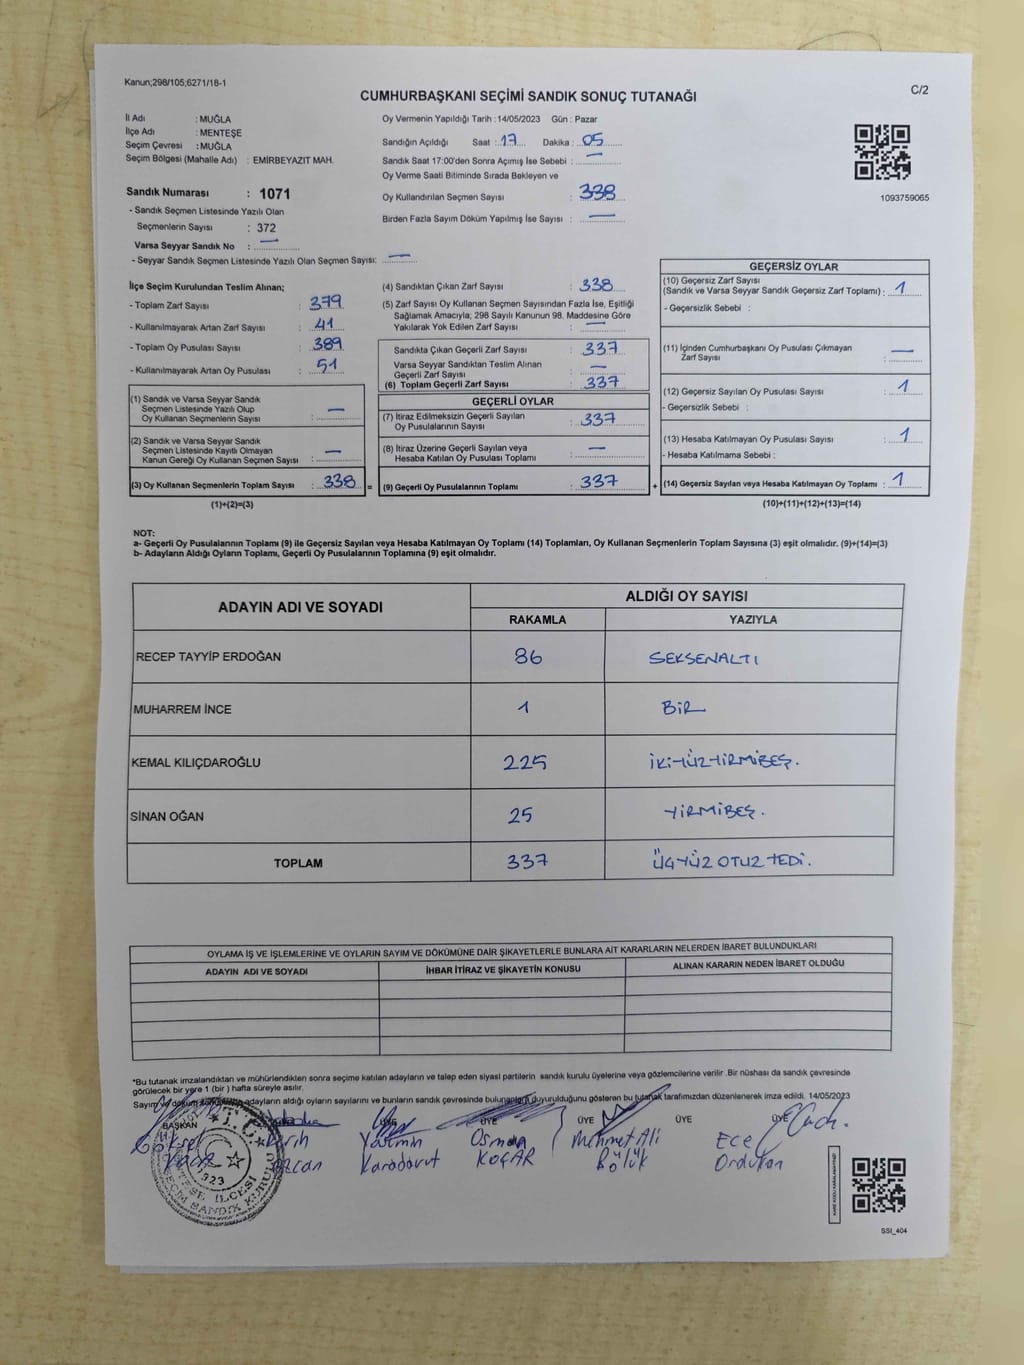 Kanun;298/105;6271/18-1
C/2
CUMHURBAŞKANI SEÇİMİ SANDIK SONUÇ TUTANAĞI
İl Adı : MUĞLA
İlçe Adı : MENTEŞE
Seçim Çevresi : MUĞLA
Seçim Bölgesi (Mahalle Adı) : EMİRBEYAZIT MAH.
Sandık Numarası : 1071
- Sandık Seçmen Listesinde Yazılı Olan
Seçmenlerin Sayısı : 372
Varsa Seyyar Sandık No : —
- Seyyar Sandık Seçmen Listesinde Yazılı Olan Seçmen Sayısı: —
Oy Vermenin Yapıldığı Tarih :14/05/2023 Gün : Pazar
Sandığın Açıldığı Saat : 17 Dakika : 05
Sandık Saat 17:00'den Sonra Açımış İse Sebebi : —
Oy Verme Saati Bitiminde Sırada Bekleyen ve
Oy Kullandırılan Seçmen Sayısı : 338
Birden Fazla Sayım Döküm Yapılmış İse Sayısı : —
1093759065
İlçe Seçim Kurulundan Teslim Alınan;
- Toplam Zarf Sayısı : 379
- Kullanılmayarak Artan Zarf Sayısı : 41
- Toplam Oy Pusulası Sayısı : 389
- Kullanılmayarak Artan Oy Pusulası : 51
(1) Sandık ve Varsa Seyyar Sandık
Seçmen Listesinde Yazılı Olup
Oy Kullanan Seçmenlerin Sayısı : —
(2) Sandık ve Varsa Seyyar Sandık
Seçmen Listesinde Kayıtlı Olmayan
Kanun Gereği Oy Kullanan Seçmen Sayısı : —
(3) Oy Kullanan Seçmenlerin Toplam Sayısı : 338 =
(1)+(2)=(3)
(4) Sandıktan Çıkan Zarf Sayısı : 338
(5) Zarf Sayısı Oy Kullanan Seçmen Sayısından Fazla İse, Eşitliği
Sağlamak Amacıyla; 298 Sayılı Kanunun 98. Maddesine Göre
Yakılarak Yok Edilen Zarf Sayısı : —
Sandıkta Çıkan Geçerli Zarf Sayısı : 337
Varsa Seyyar Sandıktan Teslim Alınan
Geçerli Zarf Sayısı : —
(6) Toplam Geçerli Zarf Sayısı : 337
GEÇERLİ OYLAR
(7) İtiraz Edilmeksizin Geçerli Sayılan
Oy Pusulalarının Sayısı : 337
(8) İtiraz Üzerine Geçerli Sayılan veya
Hesaba Katılan Oy Pusulası Toplamı : —
(9) Geçerli Oy Pusulalarının Toplamı : 337 +
GEÇERSİZ OYLAR
(10) Geçersiz Zarf Sayısı
(Sandık ve Varsa Seyyar Sandık Geçersiz Zarf Toplamı) : 1
- Geçersizlik Sebebi :
(11) İçinden Cumhurbaşkanı Oy Pusulası Çıkmayan
Zarf Sayısı : —
(12) Geçersiz Sayılan Oy Pusulası Sayısı : 1
- Geçersizlik Sebebi :
(13) Hesaba Katılmayan Oy Pusulası Sayısı : 1
- Hesaba Katılmama Sebebi :
(14) Geçersiz Sayılan veya Hesaba Katılmayan Oy Toplamı : 1
(10)+(11)+(12)+(13)=(14)
NOT:
a- Geçerli Oy Pusulalarının Toplamı (9) ile Geçersiz Sayılan veya Hesaba Katılmayan Oy Toplamı (14) Toplamları, Oy Kullanan Seçmenlerin Toplam Sayısına (3) eşit olmalıdır. (9)+(14)=(3)
b- Adayların Aldığı Oyların Toplamı, Geçerli Oy Pusulalarının Toplamına (9) eşit olmalıdır.
ADAYIN ADI VE SOYADI
ALDIĞI OY SAYISI
RAKAMLA YAZIYLA
RECEP TAYYİP ERDOĞAN 86 SEKSENALTI
MUHARREM İNCE 1 BİR
KEMAL KILIÇDAROĞLU 225 İKİYÜZYİRMİBEŞ.
SİNAN OĞAN 25 YİRMİBEŞ.
TOPLAM 337 ÜÇYÜZ OTUZ YEDİ.
OYLAMA İŞ VE İŞLEMLERİNE VE OYLARIN SAYIM VE DÖKÜMÜNE DAİR ŞİKAYETLERLE BUNLARA AİT KARARLARIN NELERDEN İBARET BULUNDUKLARI
ADAYIN ADI VE SOYADI İHBAR İTİRAZ VE ŞİKAYETİN KONUSU ALINAN KARARIN NEDEN İBARET OLDUĞU
*Bu tutanak imzalandıktan ve mühürlendikten sonra seçime katılan adayların ve talep eden siyasi partilerin sandık kurulu üyelerine veya gözlemcilerine verilir .Bir nüshası da sandık çevresinde
görülecek bir yere 1 (bir ) hafta süreyle asılır.
Sayım ve döküm adayların aldığı oyların sayılarını ve bunların sandık çevresinde duyurulduğunu gösteren bu tutanak tarafımızdan düzenlenerek imza edildi. 14/05/2023
BAŞKAN ÜYE ÜYE ÜYE ÜYE
Göksel Yasmin Osman Mehmet Ali Ece
Karadavut KOÇAR Bölük
T.C.
1923
SSI_404